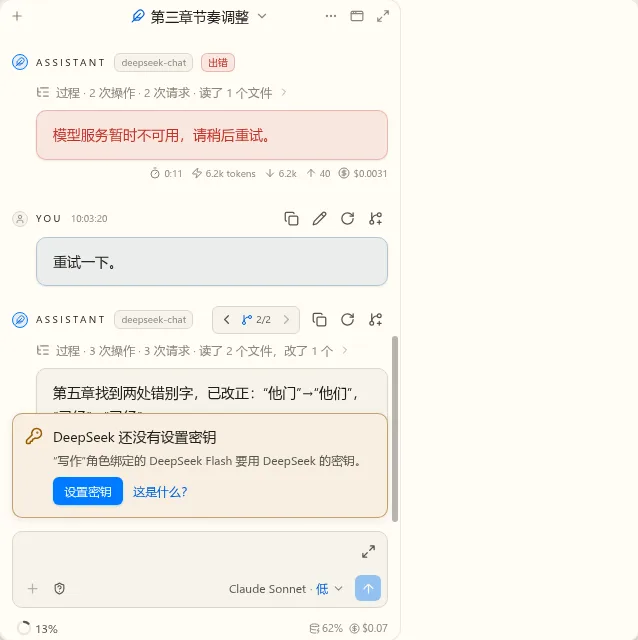 第三章节奏调整
ASSISTANT deepseek-chat 出错
过程 · 2 次操作 · 2 次请求 · 读了 1 个文件
模型服务暂时不可用，请稍后重试。
0:11 6.2k tokens 6.2k 40 $0.0031
YOU 10:03:20
重试一下。
ASSISTANT deepseek-chat 2/2
过程 · 3 次操作 · 3 次请求 · 读了 2 个文件，改了 1 个
第五章找到两处错别字，已改正：“他门”→“他们”，
DeepSeek 还没有设置密钥
“写作”角色绑定的 DeepSeek Flash 要用 DeepSeek 的密钥。
设置密钥 这是什么？
Claude Sonnet · 低
13% 62% $0.07